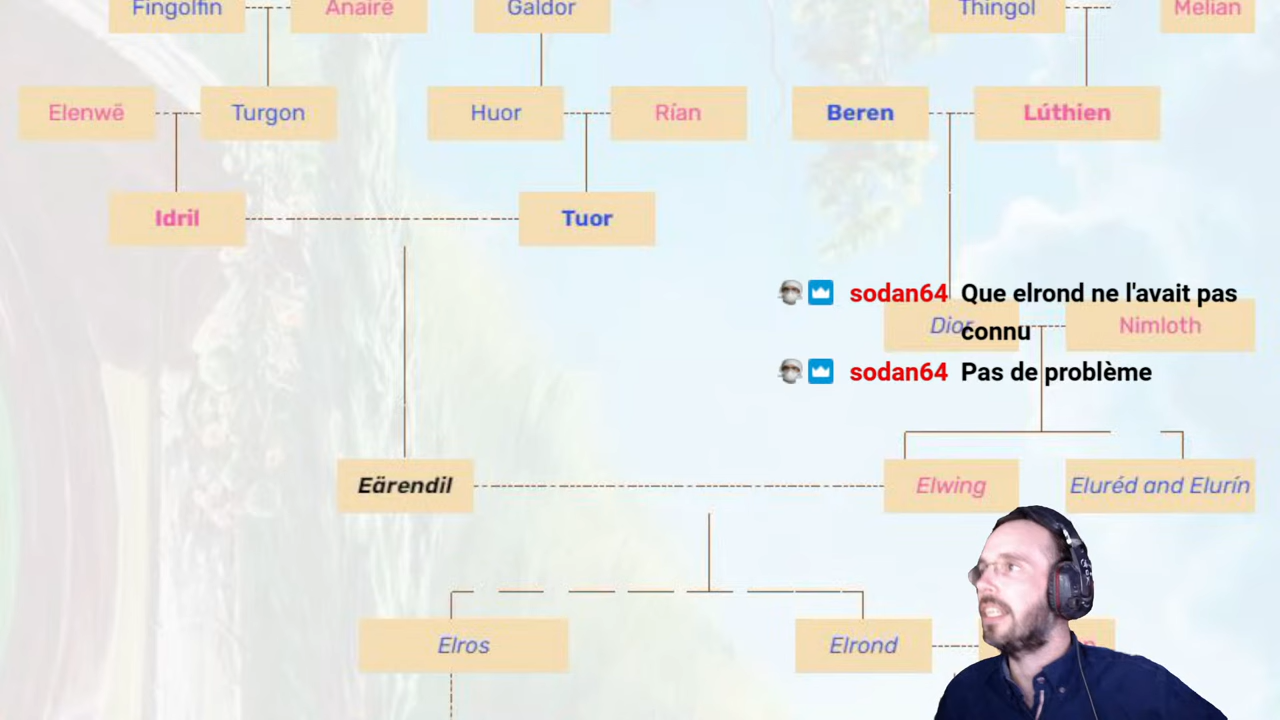 Fingolfin Anairë Galdor Thingol Melian
Elenwë Turgon Huor Rían Beren Lúthien
Idril Tuor
sodan64 Que elrond ne l'avait pas
connu
Dior Nimloth
sodan64 Pas de problème
Eärendil Elwing Eluréd and Elurín
Elros Elrond